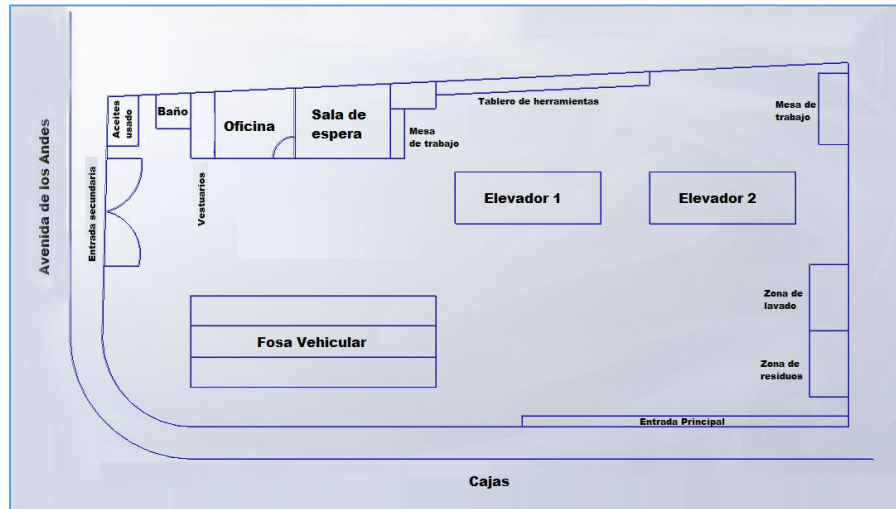 Avenida de los Andes
Entrada secundaria
Aceites
usado
Baño
Vestuarios
Oficina
Sala de
espera
Mesa
de trabajo
Tablero de herramientas
Mesa de
trabajo
Elevador 1
Elevador 2
Zona de
lavado
Fosa Vehicular
Zona de
residuos
Entrada Principal
Cajas